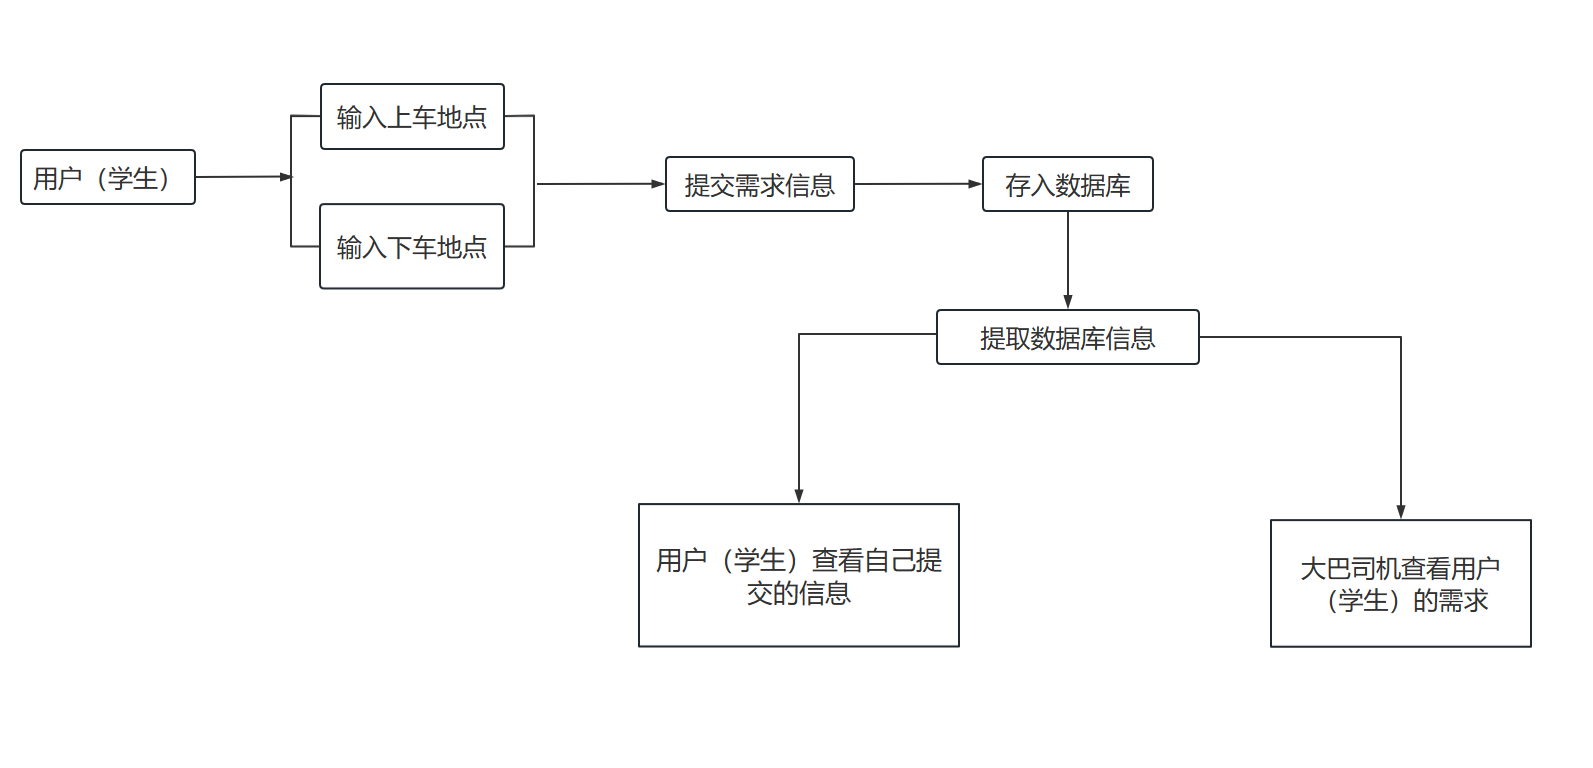 输入上车地点
用户（学生）
输入下车地点
提交需求信息
存入数据库
提取数据库信息
用户（学生）查看自己提
交的信息
大巴司机查看用户
（学生）的需求